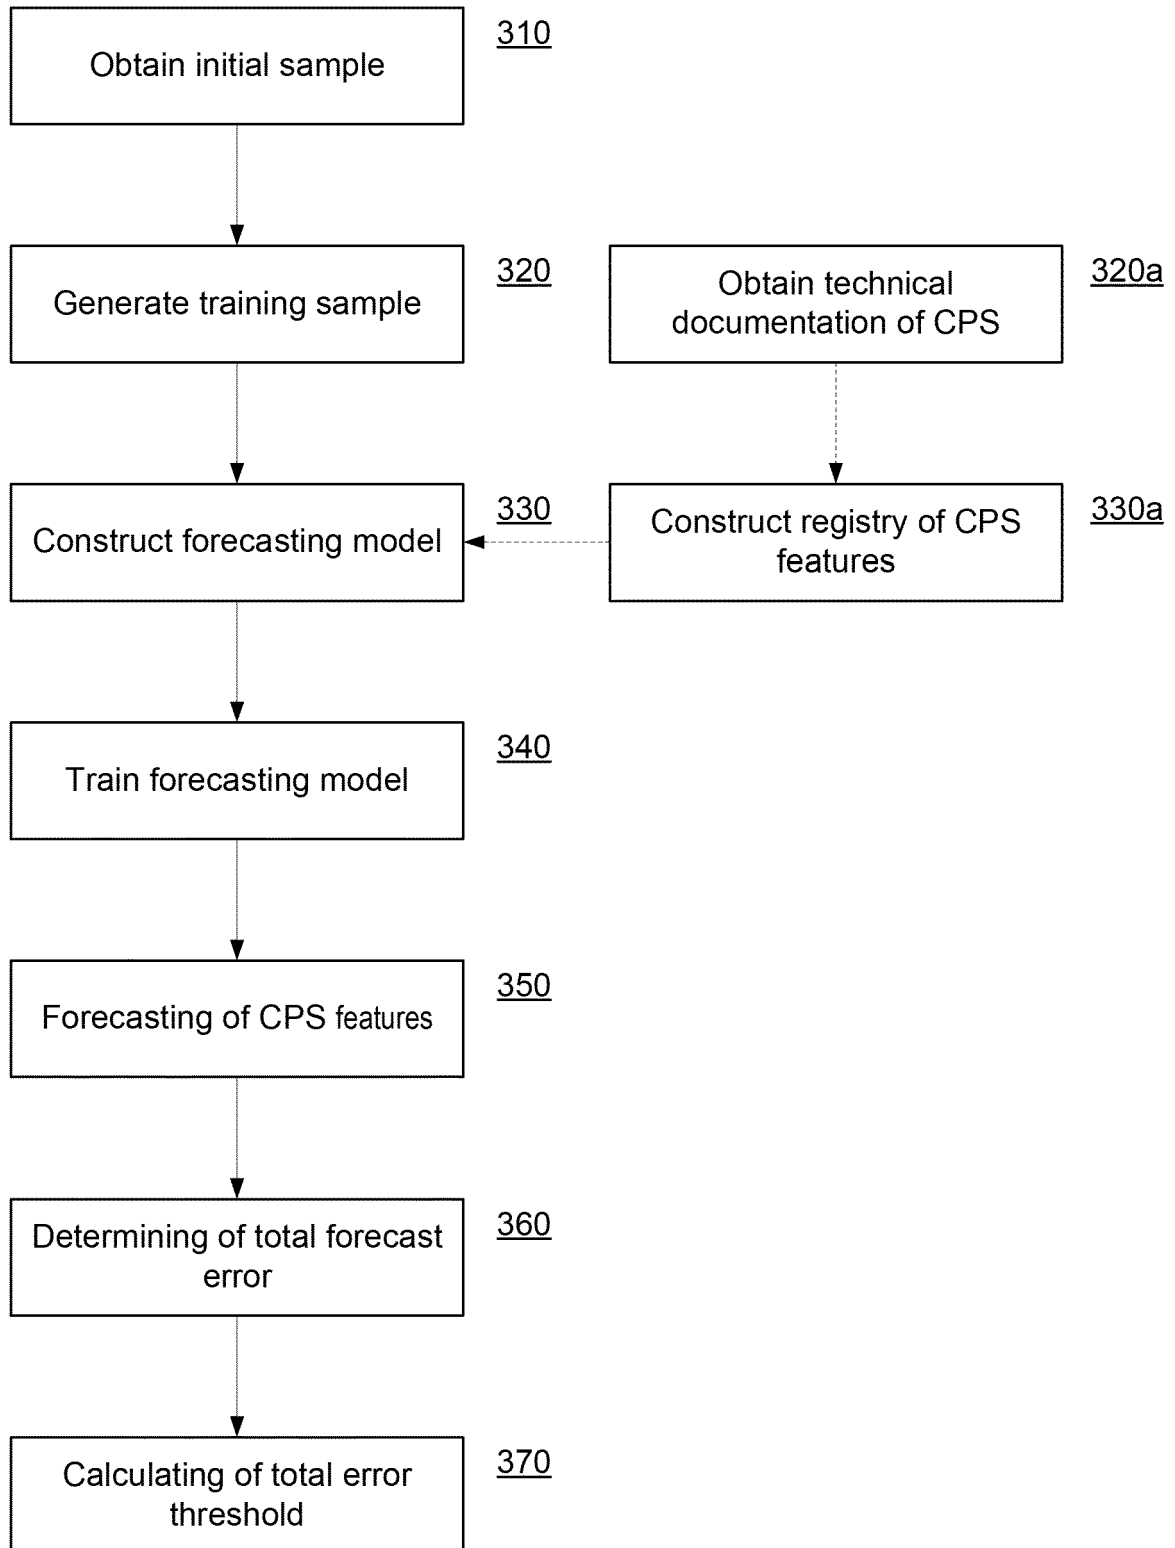 Obtain initial sample
310
Generate training sample
320
Obtain technical
documentation of CPS
320a
Construct forecasting model
330
Construct registry of CPS
features
330a
Train forecasting model
340
Forecasting of CPS features
350
Determining of total forecast
error
360
Calculating of total error
threshold
370